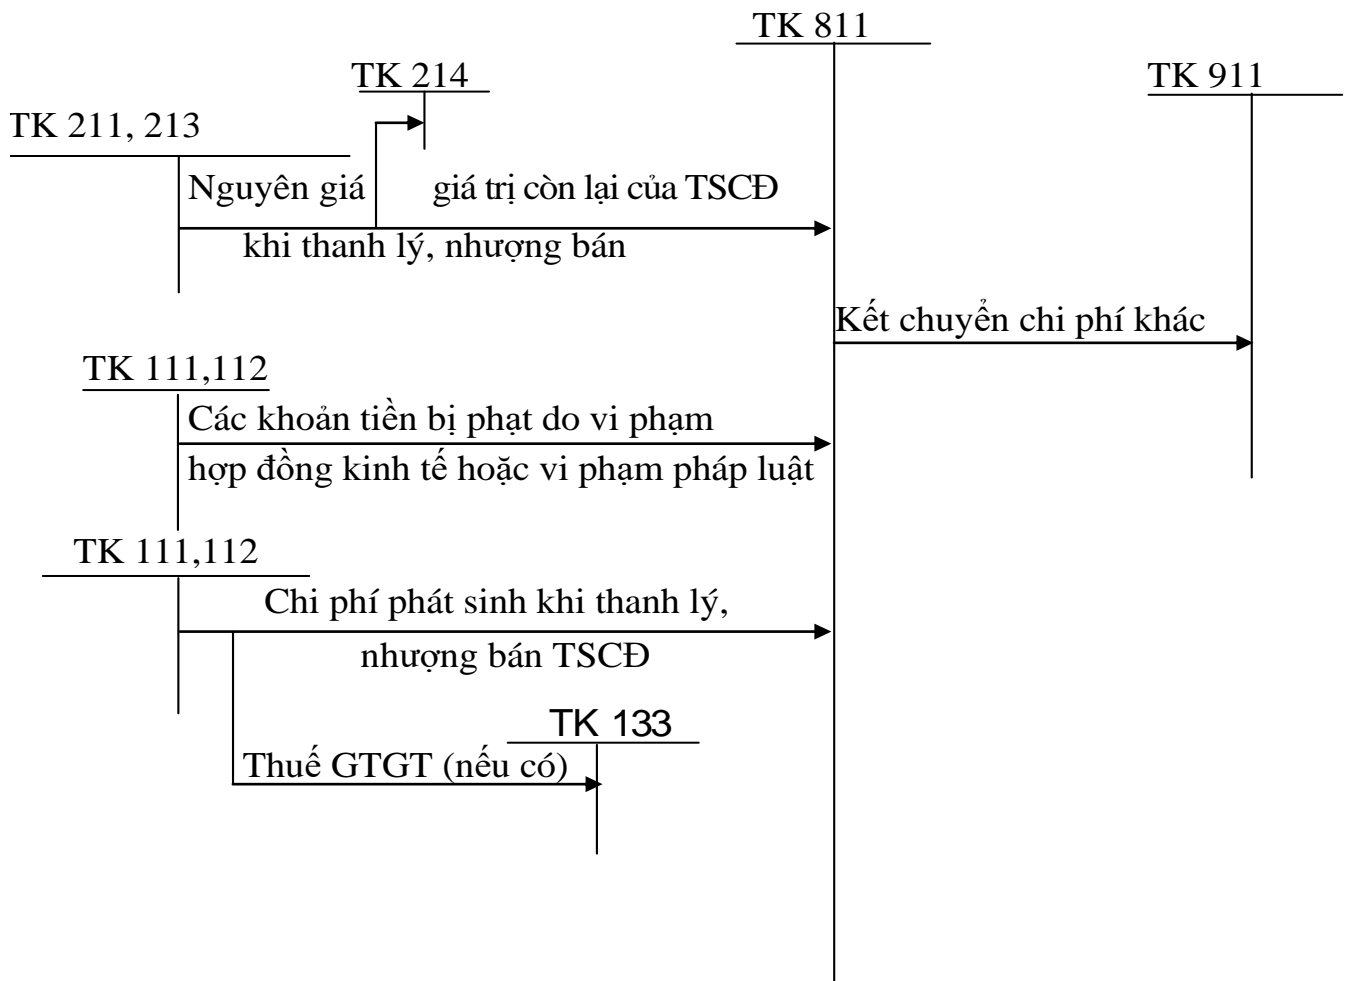 TK 811
TK 214
TK 911
TK 211, 213
Nguyên giá
giá trị còn lại của TSCĐ
khi thanh lý, nhượng bán
Kết chuyển chi phí khác
TK 111,112
Các khoản tiền bị phạt do vi phạm
hợp đồng kinh tế hoặc vi phạm pháp luật
TK 111,112
Chi phí phát sinh khi thanh lý,
nhượng bán TSCĐ
TK 133
Thuế GTGT (nếu có)